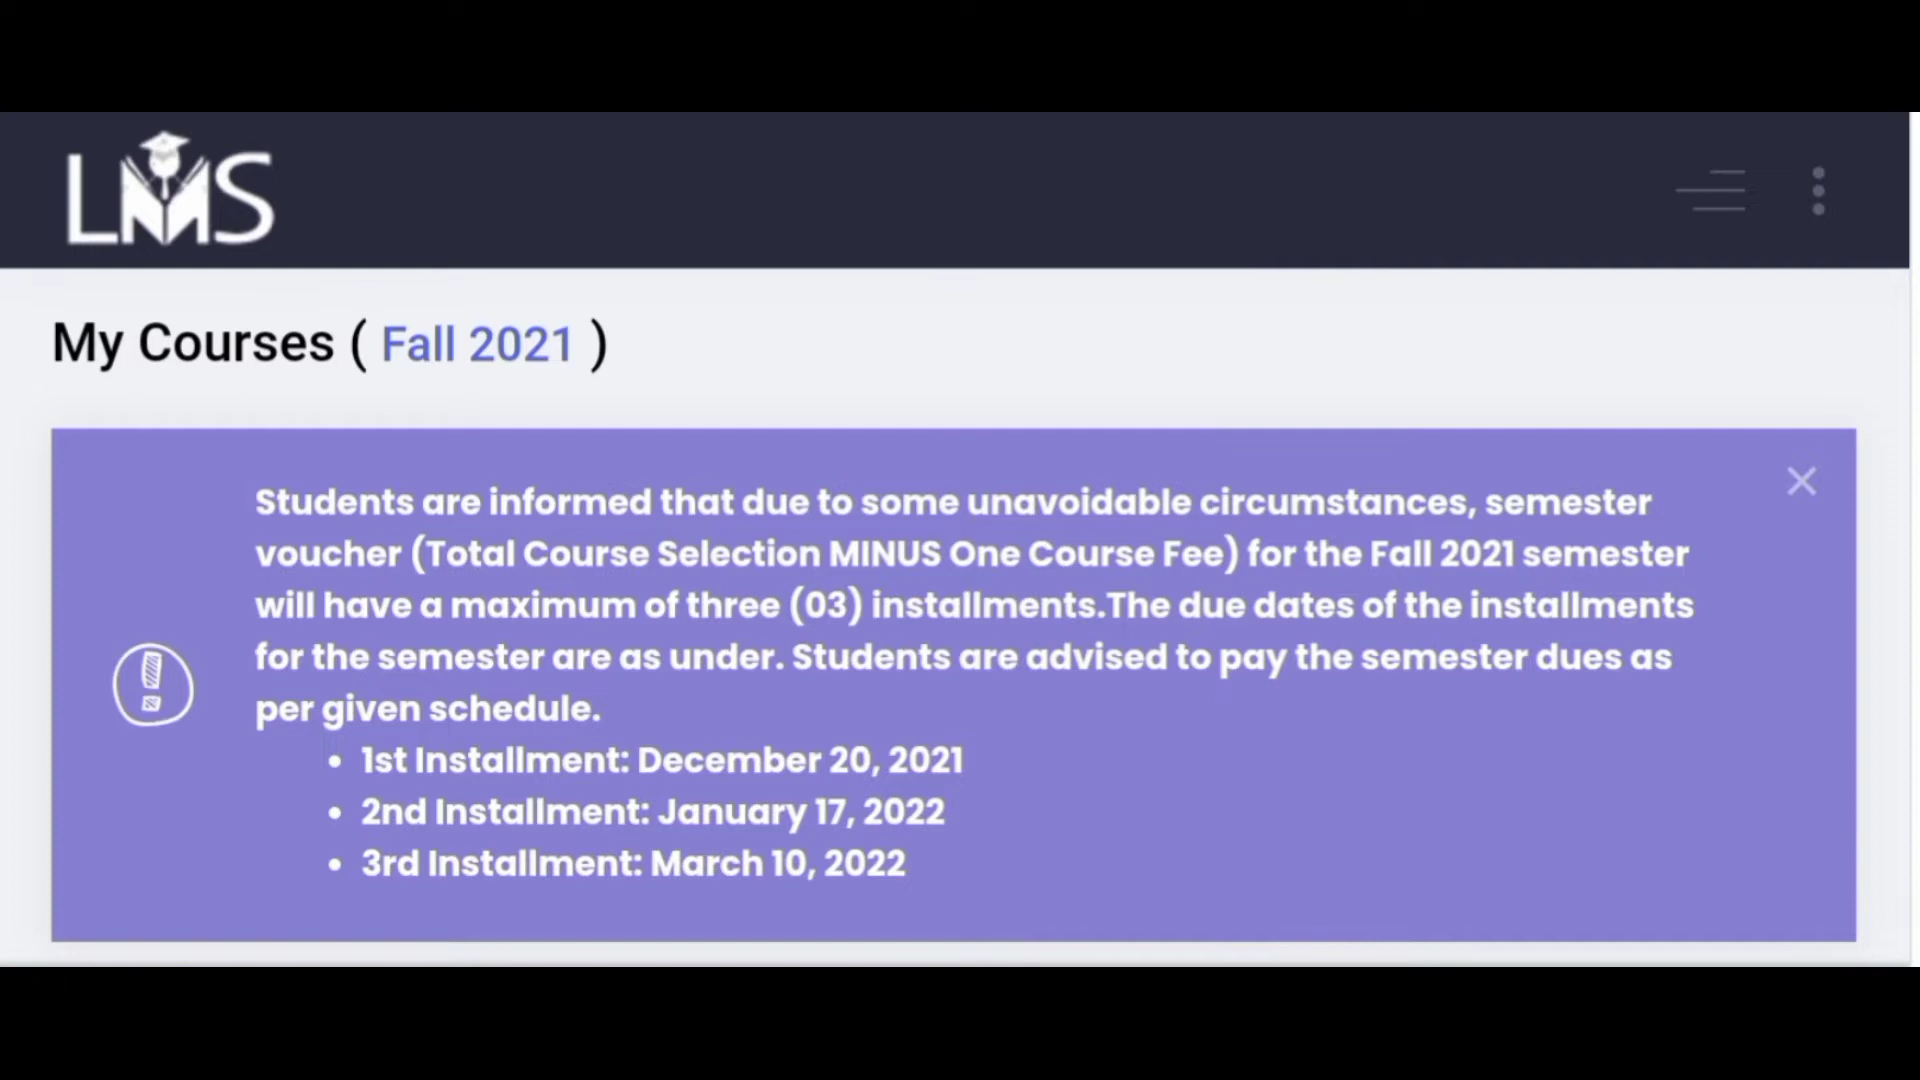 LMS
My Courses ( Fall 2021 )
Students are informed that due to some unavoidable circumstances, semester
voucher (Total Course Selection MINUS One Course Fee) for the Fall 2021 semester
will have a maximum of three (03) installments.The due dates of the installments
for the semester are as under. Students are advised to pay the semester dues as
per given schedule.
• 1st Installment: December 20, 2021
• 2nd Installment: January 17, 2022
• 3rd Installment: March 10, 2022